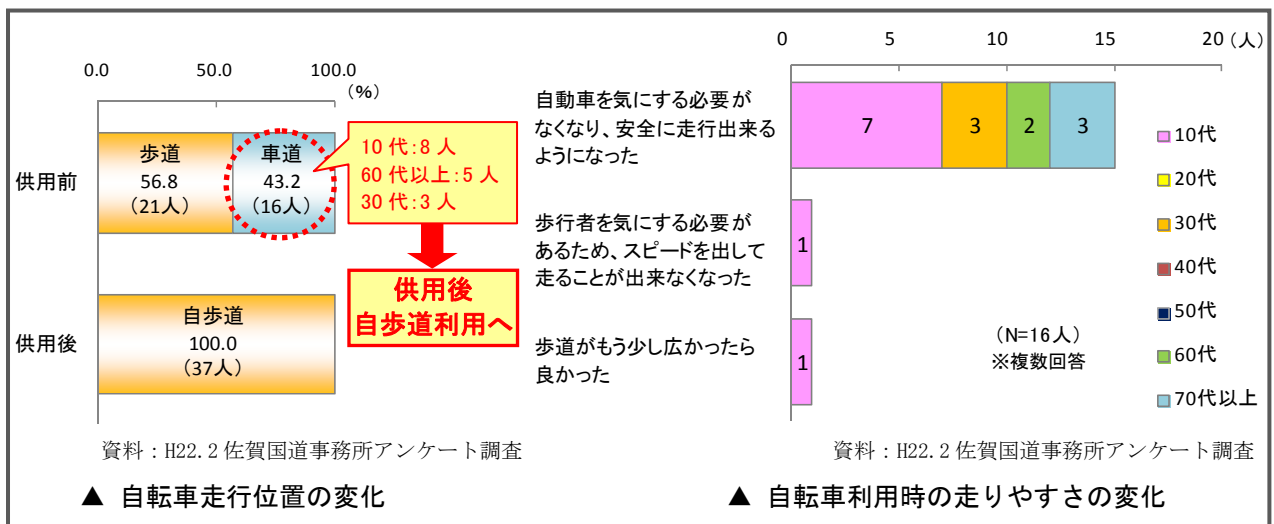 0.0 50.0 100.0
(%)
供用前
歩道
56.8
(21人)
車道
43.2
(16人)
10代:8人
60代以上:5人
30代:3人
供用後
自歩道利用へ
供用後
自歩道
100.0
(37人)
資料:H22.2佐賀国道事務所アンケート調査
▲ 自転車走行位置の変化
0 5 10 15 20 (人)
自動車を気にする必要が
なくなり、安全に走行出来る
ようになった
7 3 2 3
歩行者を気にする必要が
あるため、スピードを出して
走ることが出来なくなった
1
歩道がもう少し広かったら
良かった
1
(N=16人)
※複数回答
10代
20代
30代
40代
50代
60代
70代以上
資料:H22.2佐賀国道事務所アンケート調査
▲ 自転車利用時の走りやすさの変化